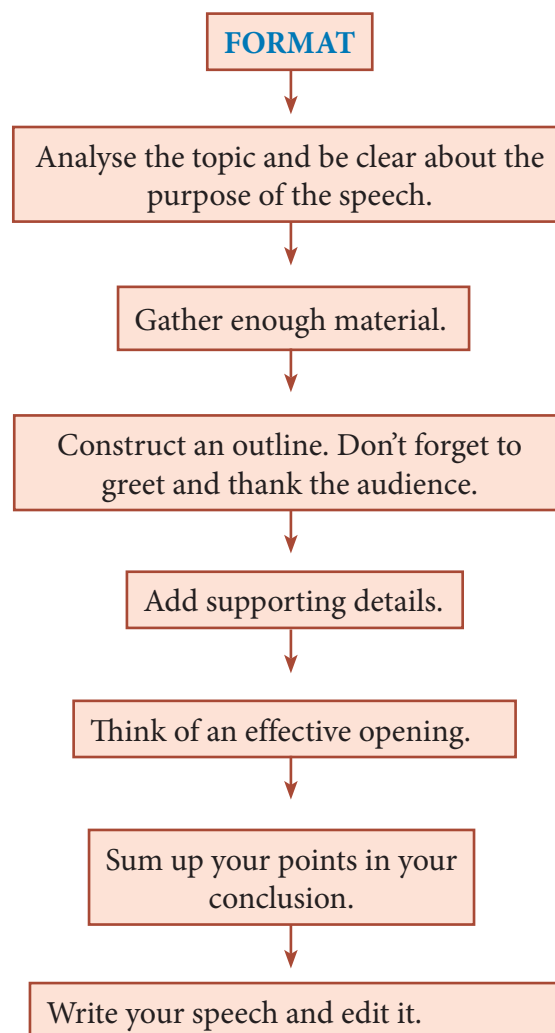 FORMAT
Analyse the topic and be clear about the
purpose of the speech.
Gather enough material.
Construct an outline. Don’t forget to
greet and thank the audience.
Add supporting details.
Think of an effective opening.
Sum up your points in your
conclusion.
Write your speech and edit it.